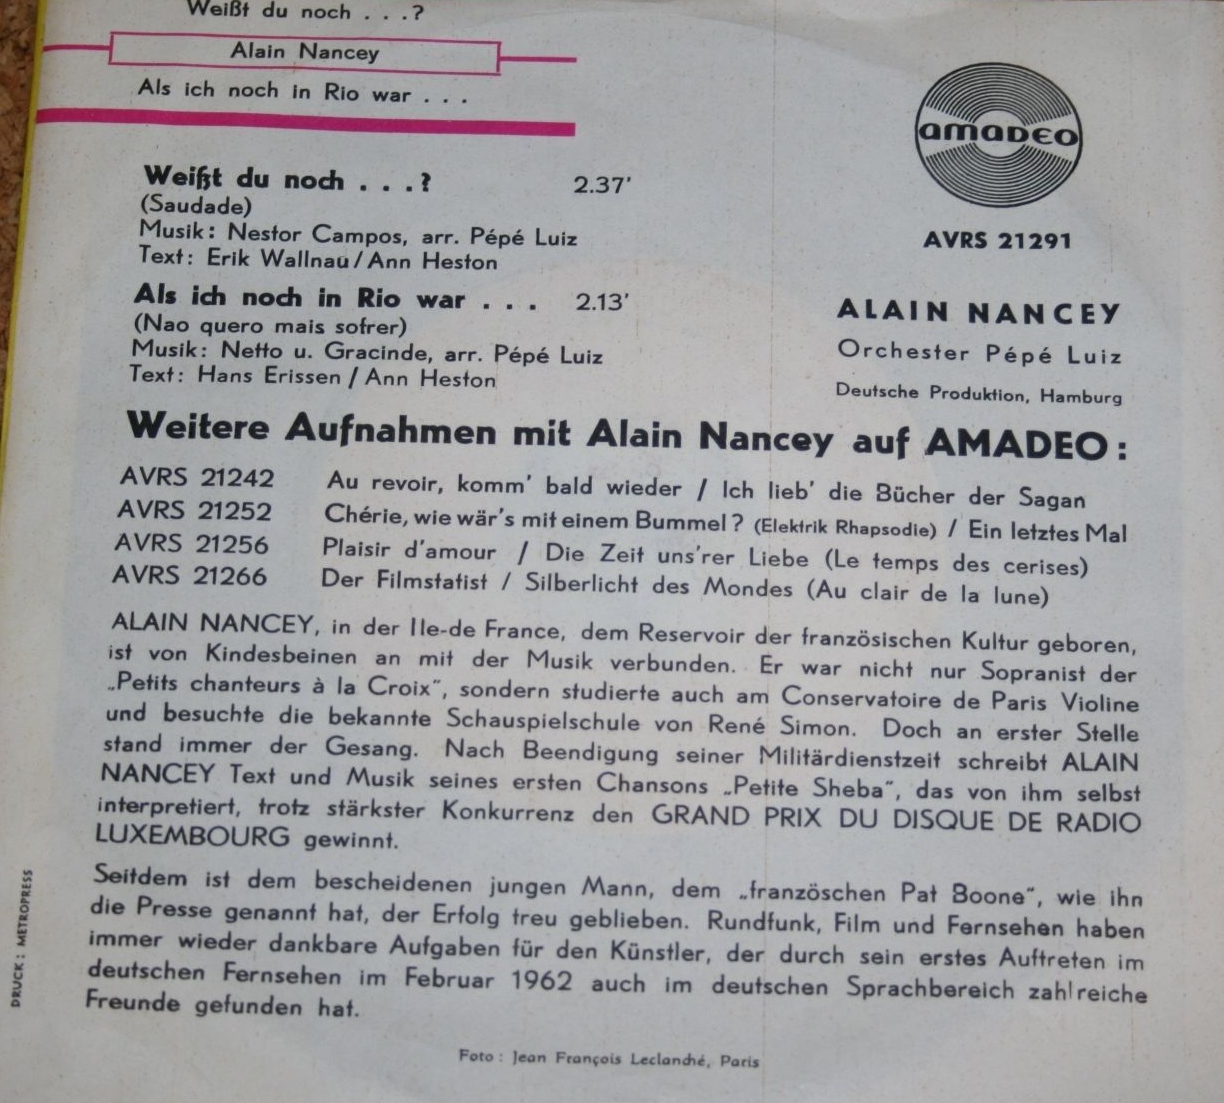 Weißt du noch . . .?
Alain Nancey
Als ich noch in Rio war . . .
amadeo
AVRS 21291
Weißt du noch . . .? 2.37'
(Saudade)
Musik: Nestor Campos, arr. Pépé Luiz
Text: Erik Wallnau/Ann Heston
Als ich noch in Rio war . . . 2.13'
(Nao quero mais sofrer)
Musik: Netto u. Gracinde, arr. Pépé Luiz
Text: Hans Erissen/Ann Heston
ALAIN NANCEY
Orchester Pépé Luiz
Deutsche Produktion, Hamburg
Weitere Aufnahmen mit Alain Nancey auf AMADEO:
AVRS 21242 Au revoir, komm' bald wieder / Ich lieb' die Bücher der Sagan
AVRS 21252 Chérie, wie wär's mit einem Bummel? (Elektrik Rhapsodie) / Ein letztes Mal
AVRS 21256 Plaisir d'amour / Die Zeit uns'rer Liebe (Le temps des cerises)
AVRS 21266 Der Filmstatist / Silberlicht des Mondes (Au clair de la lune)
ALAIN NANCEY, in der Ile-de France, dem Reservoir der französischen Kultur geboren,
ist von Kindesbeinen an mit der Musik verbunden. Er war nicht nur Sopranist der
„Petits chanteurs à la Croix", sondern studierte auch am Conservatoire de Paris Violine
und besuchte die bekannte Schauspielschule von René Simon. Doch an erster Stelle
stand immer der Gesang. Nach Beendigung seiner Militärdienstzeit schreibt ALAIN
NANCEY Text und Musik seines ersten Chansons „Petite Sheba", das von ihm selbst
interpretiert, trotz stärkster Konkurrenz den GRAND PRIX DU DISQUE DE RADIO
LUXEMBOURG gewinnt.
Seitdem ist dem bescheidenen jungen Mann, dem „französchen Pat Boone", wie ihn
die Presse genannt hat, der Erfolg treu geblieben. Rundfunk, Film und Fernsehen haben
immer wieder dankbare Aufgaben für den Künstler, der durch sein erstes Auftreten im
deutschen Fernsehen im Februar 1962 auch im deutschen Sprachbereich zahlreiche
Freunde gefunden hat.
Foto: Jean François Leclanché, Paris
DRUCK: METROPRESS